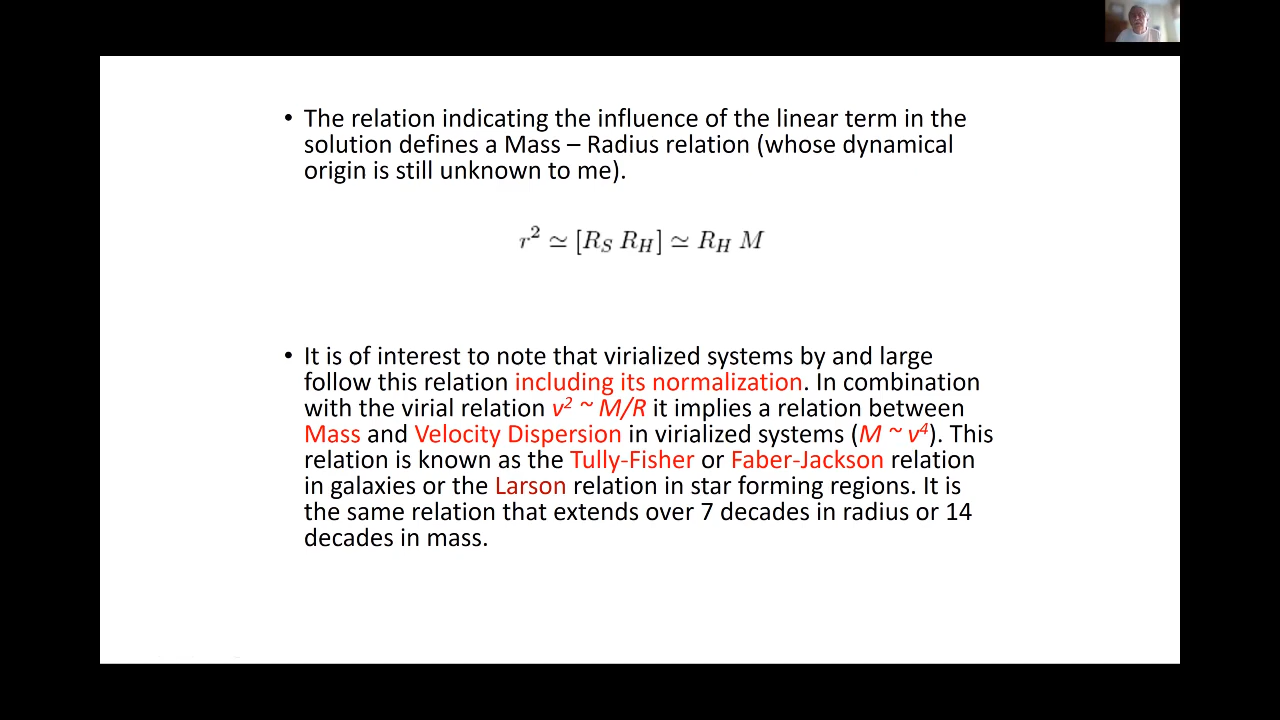 • The relation indicating the influence of the linear term in the
solution defines a Mass – Radius relation (whose dynamical
origin is still unknown to me).
r² ≃ [R_S R_H] ≃ R_H M
• It is of interest to note that virialized systems by and large
follow this relation including its normalization. In combination
with the virial relation v² ~ M/R it implies a relation between
Mass and Velocity Dispersion in virialized systems (M ~ v⁴). This
relation is known as the Tully-Fisher or Faber-Jackson relation
in galaxies or the Larson relation in star forming regions. It is
the same relation that extends over 7 decades in radius or 14
decades in mass.